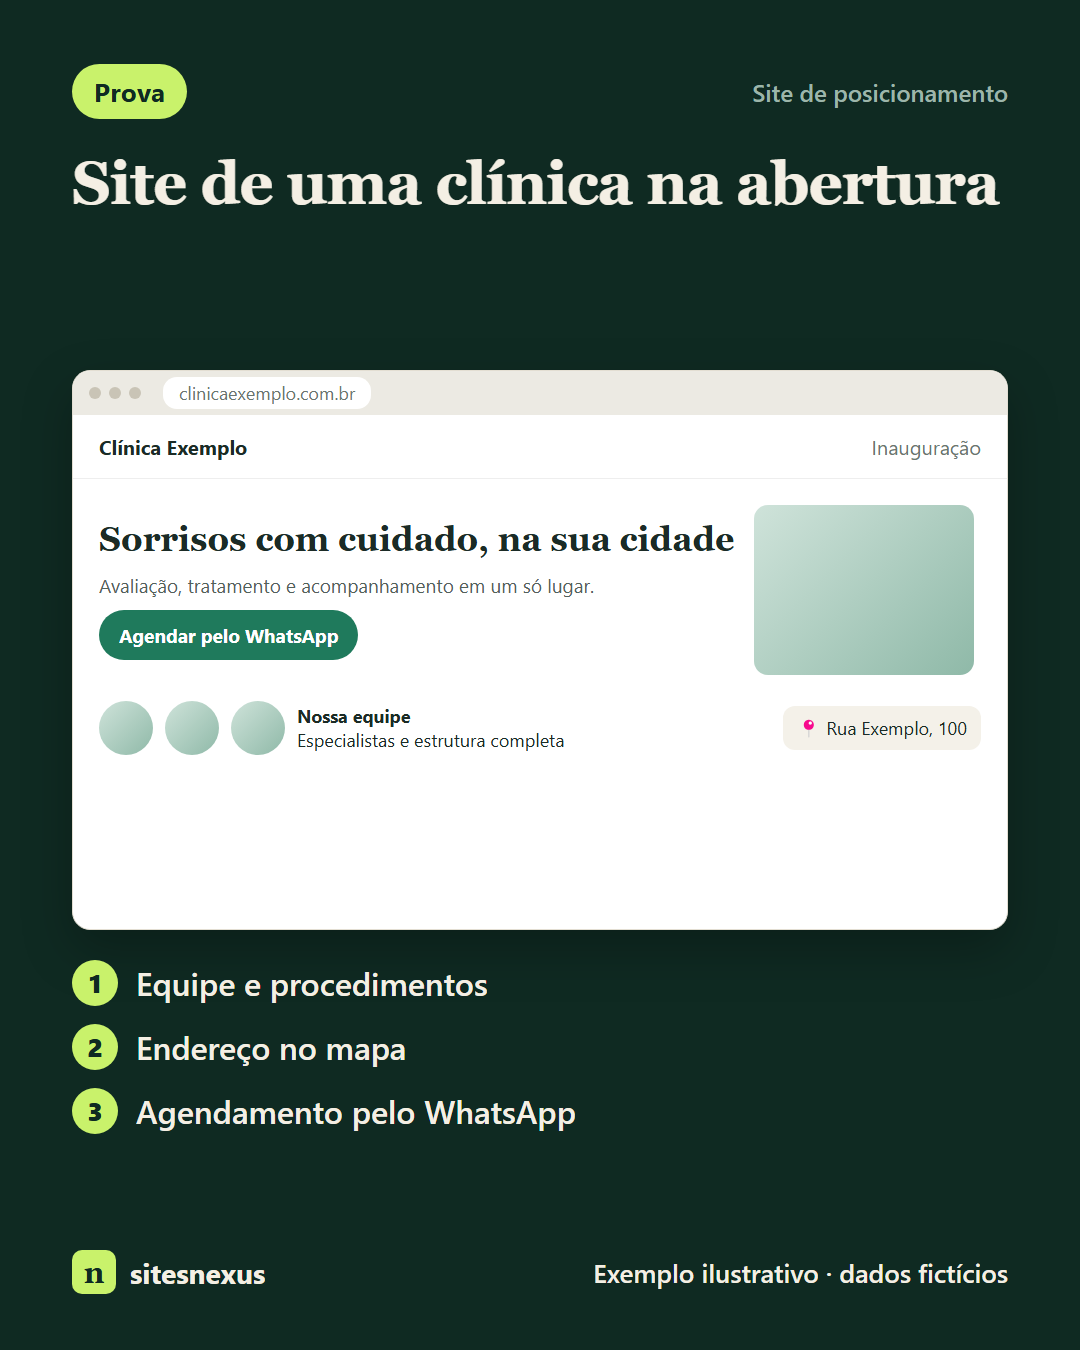 Prova
Site de posicionamento
Site de uma clínica na abertura
clinicaexemplo.com.br
Clínica Exemplo
Inauguração
Sorrisos com cuidado, na sua cidade
Avaliação, tratamento e acompanhamento em um só lugar.
Agendar pelo WhatsApp
Nossa equipe
Especialistas e estrutura completa
Rua Exemplo, 100
1 Equipe e procedimentos
2 Endereço no mapa
3 Agendamento pelo WhatsApp
n sitesnexus
Exemplo ilustrativo · dados fictícios